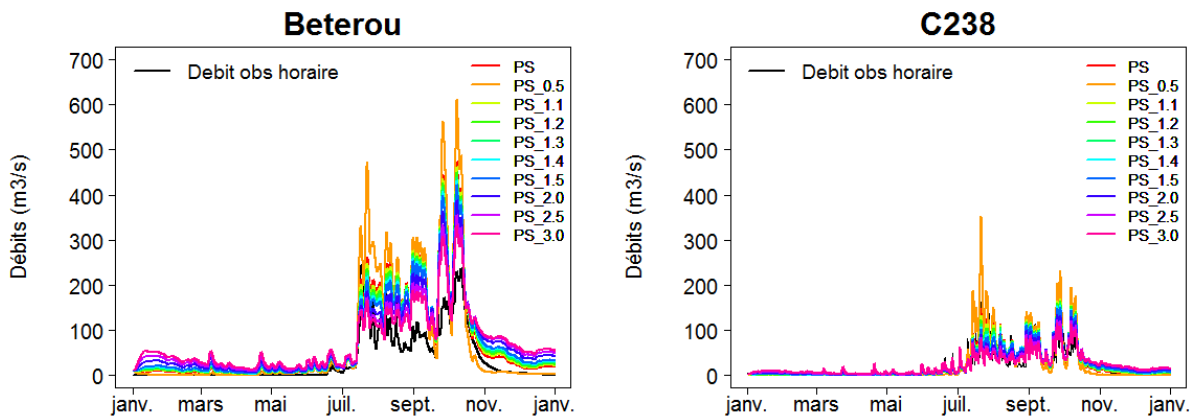 Beterou
700
600
500
400
300
200
100
0
Débits (m3/s)
Debit obs horaire
PS
PS_0.5
PS_1.1
PS_1.2
PS_1.3
PS_1.4
PS_1.5
PS_2.0
PS_2.5
PS_3.0
janv. mars mai juil. sept. nov. janv.
C238
700
600
500
400
300
200
100
0
Débits (m3/s)
Debit obs horaire
PS
PS_0.5
PS_1.1
PS_1.2
PS_1.3
PS_1.4
PS_1.5
PS_2.0
PS_2.5
PS_3.0
janv. mars mai juil. sept. nov. janv.